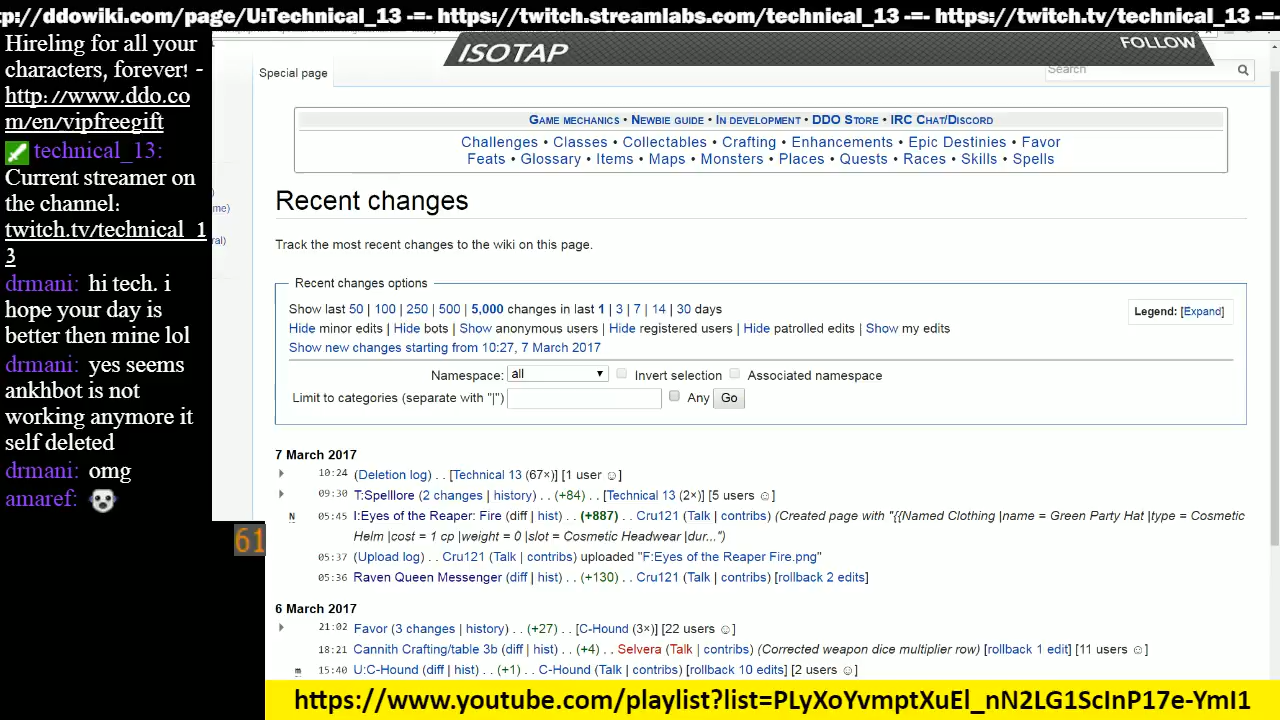 p://ddowiki.com/page/U:Technical_13 -=- https://twitch.streamlabs.com/technical_13 -=- https://twitch.tv/technical_13 -=
Hireling for all your
characters, forever! -
http://www.ddo.co
m/en/vipfreegift
technical_13:
Current streamer on
the channel:
twitch.tv/technical_1
3
drmani: hi tech. i
hope your day is
better then mine lol
drmani: yes seems
ankhbot is not
working anymore it
self deleted
drmani: omg
amaref:
61
ISOTAP
FOLLOW
Special page
Search
Game mechanics • Newbie guide • In development • DDO Store • IRC Chat/Discord
Challenges • Classes • Collectables • Crafting • Enhancements • Epic Destinies • Favor
Feats • Glossary • Items • Maps • Monsters • Places • Quests • Races • Skills • Spells
Recent changes
Track the most recent changes to the wiki on this page.
Recent changes options
Show last 50 | 100 | 250 | 500 | 5,000 changes in last 1 | 3 | 7 | 14 | 30 days
Legend: [Expand]
Hide minor edits | Hide bots | Show anonymous users | Hide registered users | Hide patrolled edits | Show my edits
Show new changes starting from 10:27, 7 March 2017
Namespace: all Invert selection Associated namespace
Limit to categories (separate with "|") Any Go
7 March 2017
10:24 (Deletion log) . . [Technical 13 (67×)] [1 user ☺]
09:30 T:Spelllore (2 changes | history) . . (+84) . . [Technical 13 (2×)] [5 users ☺]
N 05:45 I:Eyes of the Reaper: Fire (diff | hist) . . (+887) . . Cru121 (Talk | contribs) (Created page with "{{Named Clothing |name = Green Party Hat |type = Cosmetic
Helm |cost = 1 cp |weight = 0 |slot = Cosmetic Headwear |dur...")
05:37 (Upload log) . . Cru121 (Talk | contribs) uploaded "F:Eyes of the Reaper Fire.png"
05:36 Raven Queen Messenger (diff | hist) . . (+130) . . Cru121 (Talk | contribs) [rollback 2 edits]
6 March 2017
21:02 Favor (3 changes | history) . . (+27) . . [C-Hound (3×)] [22 users ☺]
18:21 Cannith Crafting/table 3b (diff | hist) . . (+4) . . Selvera (Talk | contribs) (Corrected weapon dice multiplier row) [rollback 1 edit] [11 users ☺]
m 15:40 U:C-Hound (diff | hist) . . (+1) . . C-Hound (Talk | contribs) [rollback 10 edits] [2 users ☺]
https://www.youtube.com/playlist?list=PLyXoYvmptXuEl_nN2LG1ScInP17e-YmI1